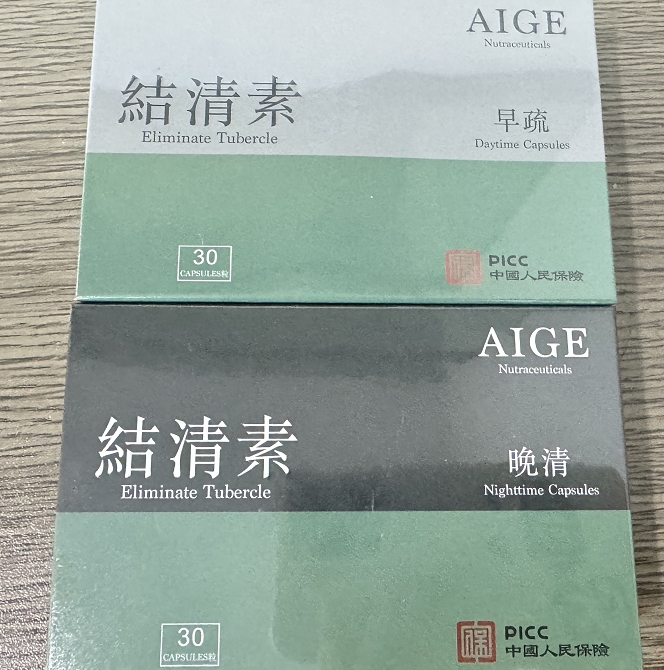 AIGE
Nutraceuticals
結清素
Eliminate Tubercle
早疏
Daytime Capsules
30
CAPSULES粒
PICC
中國人民保險
AIGE
Nutraceuticals
結清素
Eliminate Tubercle
晚清
Nighttime Capsules
30
CAPSULES粒
PICC
中國人民保險